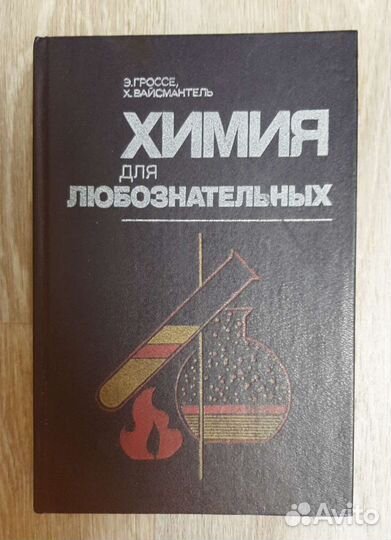 Э. ГРОССЕ,
Х. ВАЙСМАНТЕЛЬ
ХИМИЯ
ДЛЯ
ЛЮБОЗНАТЕЛЬНЫХ
Avito